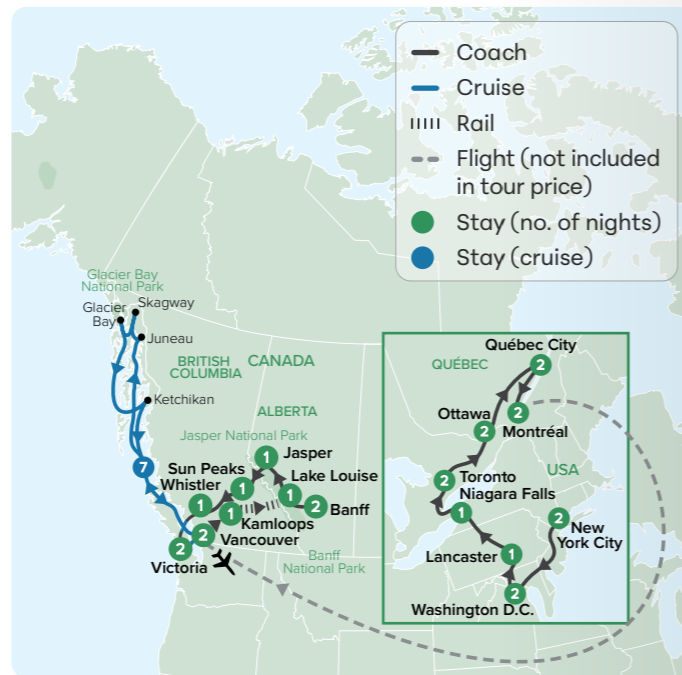 Coach
Cruise
Rail
Flight (not included
in tour price)
Stay (no. of nights)
Stay (cruise)
Glacier Bay
National Park
Glacier
Bay
Skagway
Juneau
BRITISH
COLUMBIA
CANADA
Ketchikan
ALBERTA
Jasper National Park
7
Sun Peaks
Whistler
1
1
Jasper
1
Lake Louise
1
2
Banff
1
Kamloops
2
Vancouver
2
Victoria
Banff
National Park
Québec City
QUÉBEC
2
2
Ottawa
2
Montréal
USA
2
Toronto
Niagara Falls
1
2
New
York City
Lancaster
1
2
Washington D.C.